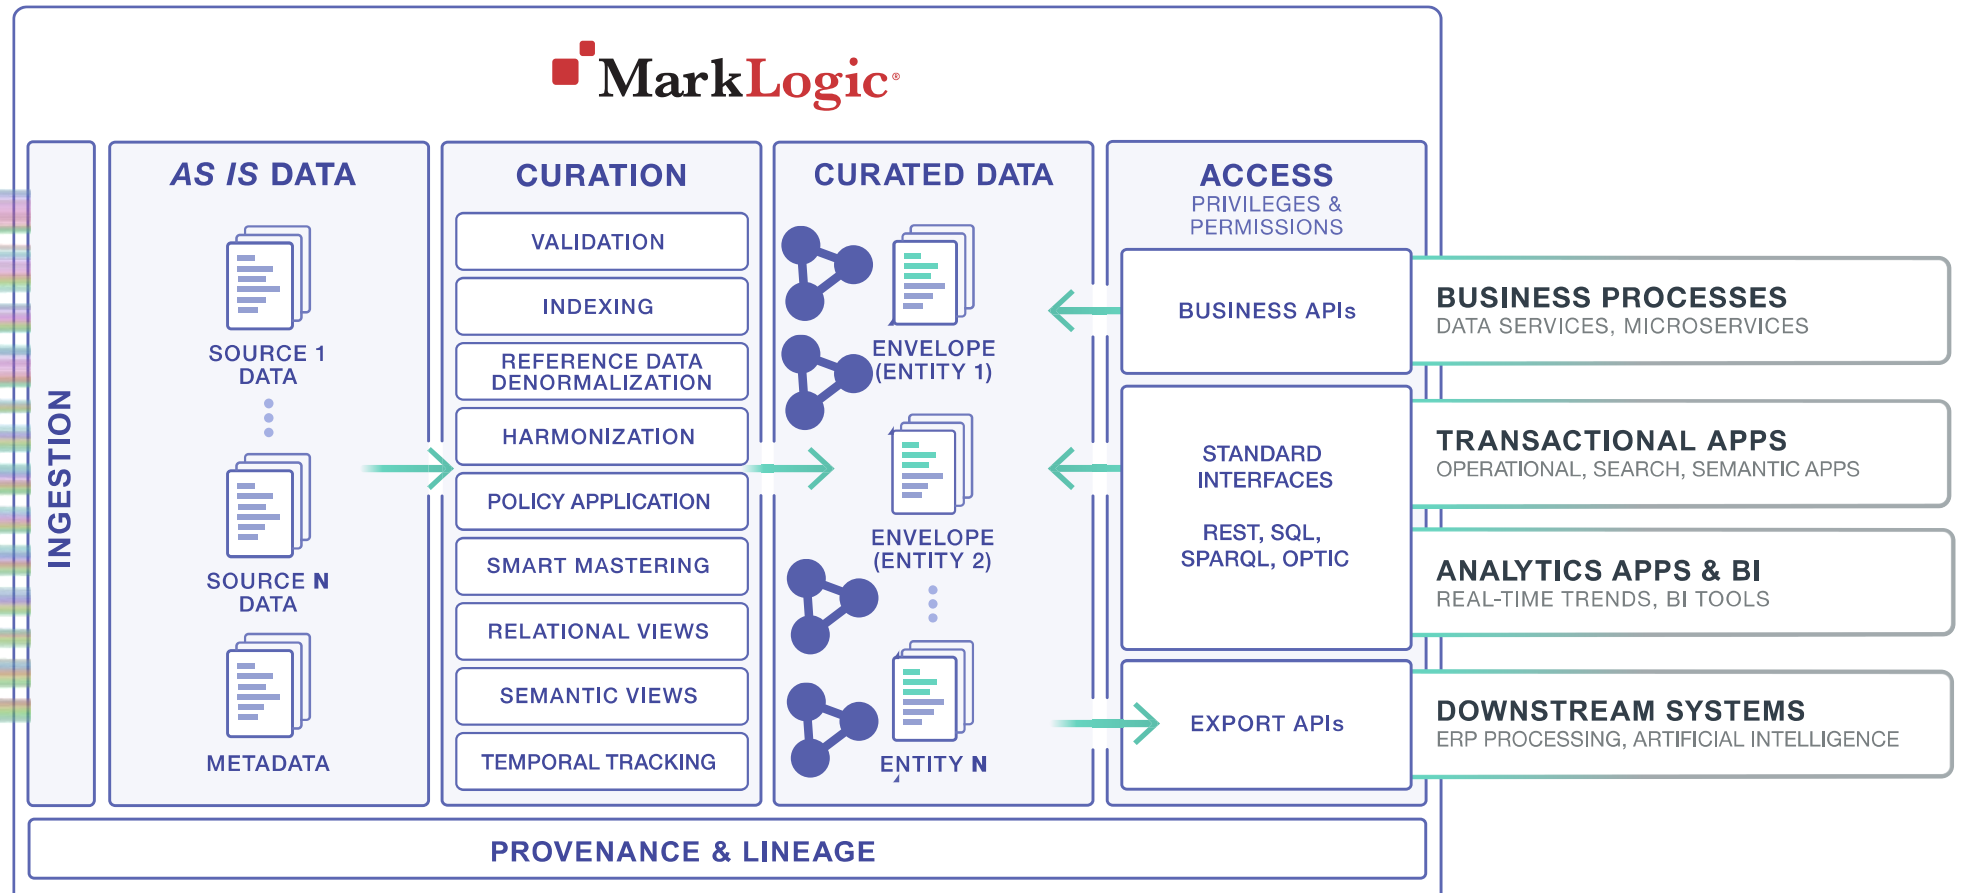 MarkLogic®
INGESTION
AS IS DATA
SOURCE 1
DATA
SOURCE N
DATA
METADATA
CURATION
VALIDATION
INDEXING
REFERENCE DATA
DENORMALIZATION
HARMONIZATION
POLICY APPLICATION
SMART MASTERING
RELATIONAL VIEWS
SEMANTIC VIEWS
TEMPORAL TRACKING
CURATED DATA
ENVELOPE
(ENTITY 1)
ENVELOPE
(ENTITY 2)
ENTITY N
ACCESS
PRIVILEGES &
PERMISSIONS
BUSINESS APIs
STANDARD
INTERFACES
REST, SQL,
SPARQL, OPTIC
EXPORT APIs
BUSINESS PROCESSES
DATA SERVICES, MICROSERVICES
TRANSACTIONAL APPS
OPERATIONAL, SEARCH, SEMANTIC APPS
ANALYTICS APPS & BI
REAL-TIME TRENDS, BI TOOLS
DOWNSTREAM SYSTEMS
ERP PROCESSING, ARTIFICIAL INTELLIGENCE
PROVENANCE & LINEAGE